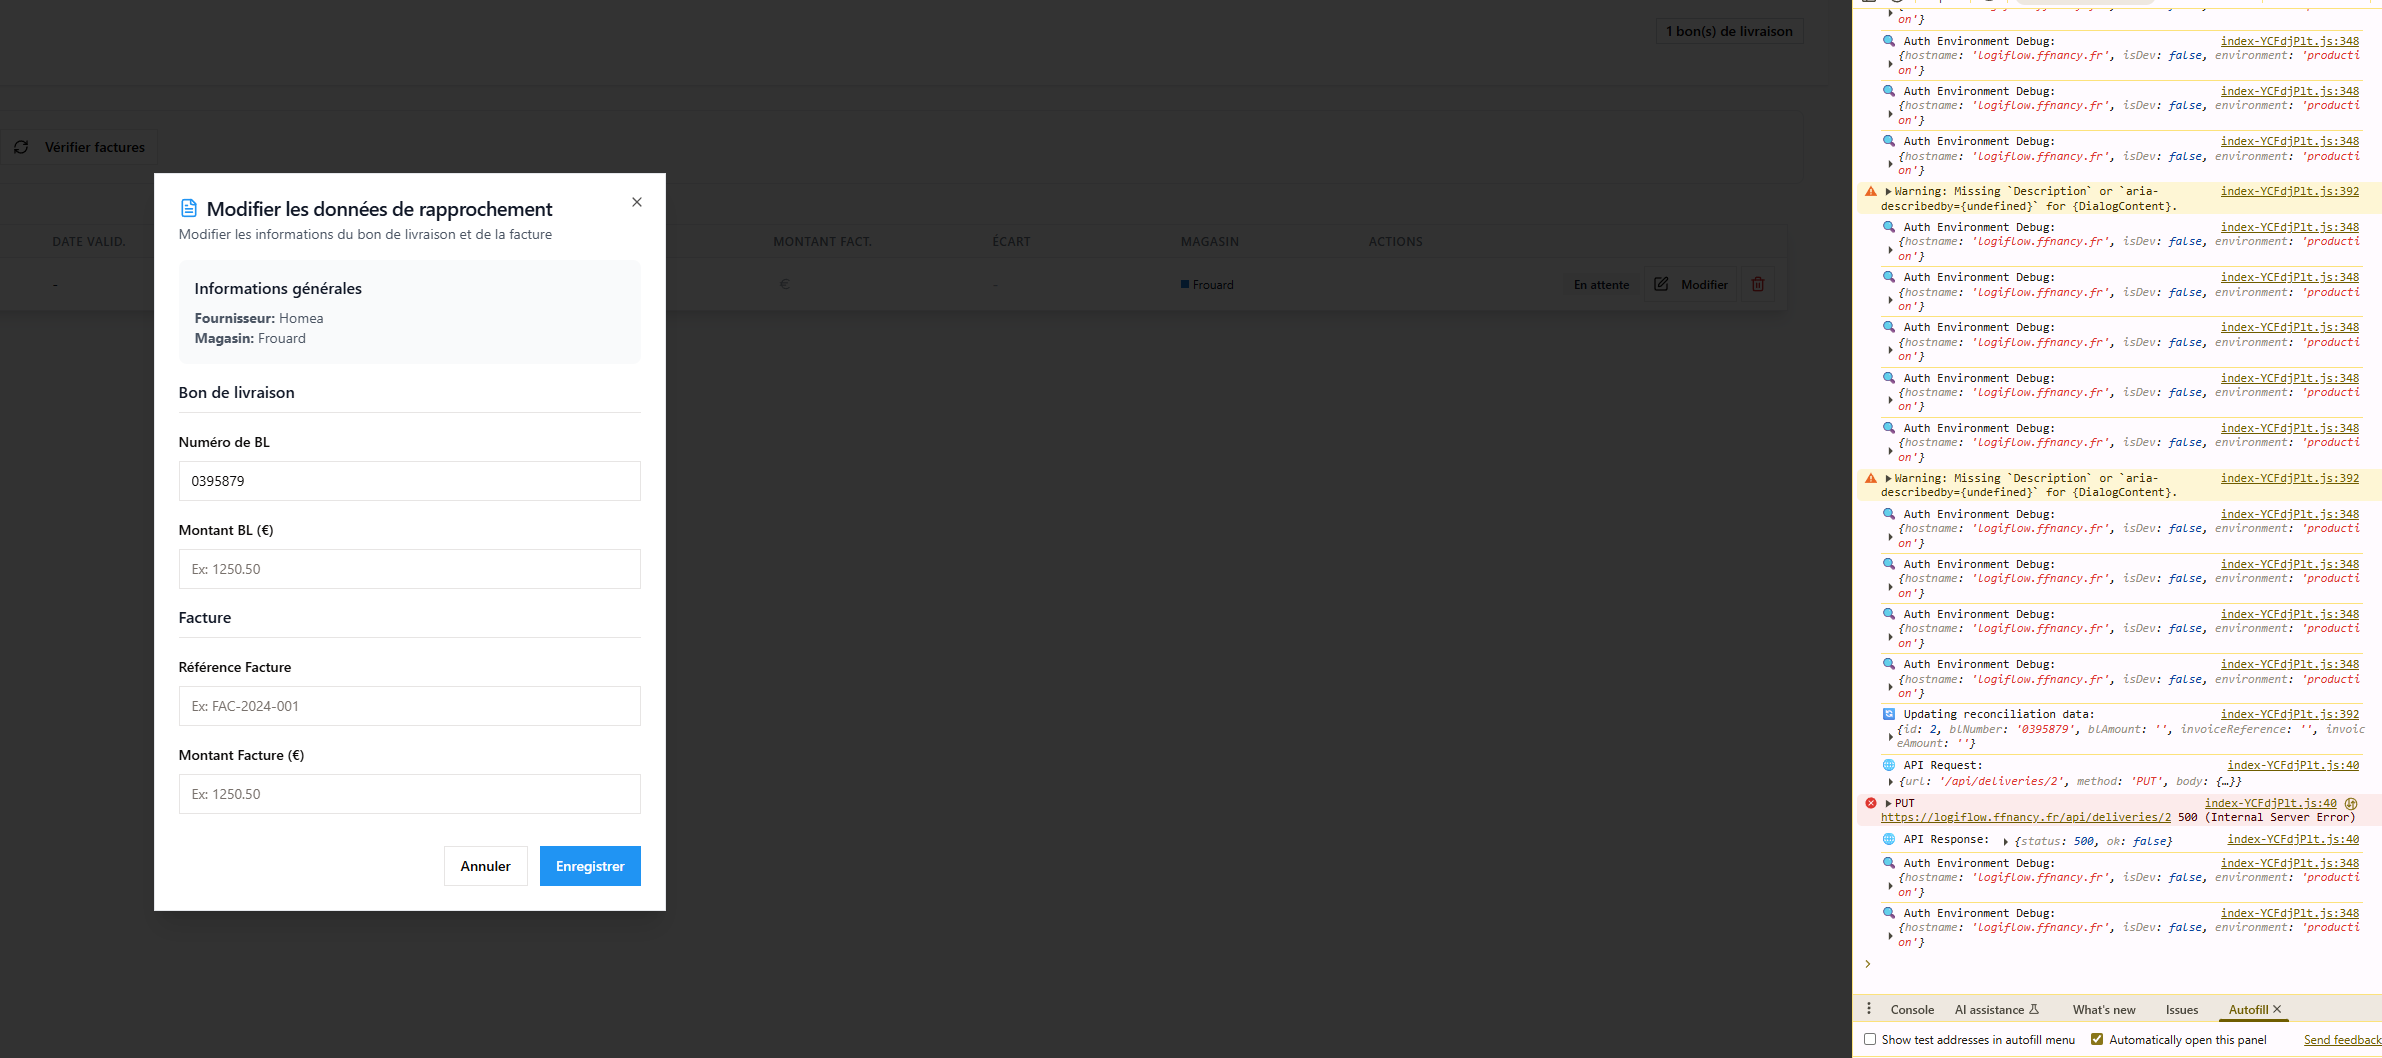 1 bon(s) de livraison
Vérifier factures
DATE VALID.
MONTANT FACT.
ÉCART
MAGASIN
ACTIONS
-
€
-
Frouard
En attente
Modifier
Modifier les données de rapprochement
Modifier les informations du bon de livraison et de la facture
Informations générales
Fournisseur: Homea
Magasin: Frouard
Bon de livraison
Numéro de BL
0395879
Montant BL (€)
Ex: 1250.50
Facture
Référence Facture
Ex: FAC-2024-001
Montant Facture (€)
Ex: 1250.50
Annuler
Enregistrer
on'}
Auth Environment Debug: index-YCFdjPlt.js:348
{hostname: 'logiflow.ffnancy.fr', isDev: false, environment: 'producti
on'}
Auth Environment Debug: index-YCFdjPlt.js:348
{hostname: 'logiflow.ffnancy.fr', isDev: false, environment: 'producti
on'}
Auth Environment Debug: index-YCFdjPlt.js:348
{hostname: 'logiflow.ffnancy.fr', isDev: false, environment: 'producti
on'}
Warning: Missing `Description` or `aria- index-YCFdjPlt.js:392
describedby={undefined}` for {DialogContent}.
Auth Environment Debug: index-YCFdjPlt.js:348
{hostname: 'logiflow.ffnancy.fr', isDev: false, environment: 'producti
on'}
Auth Environment Debug: index-YCFdjPlt.js:348
{hostname: 'logiflow.ffnancy.fr', isDev: false, environment: 'producti
on'}
Auth Environment Debug: index-YCFdjPlt.js:348
{hostname: 'logiflow.ffnancy.fr', isDev: false, environment: 'producti
on'}
Auth Environment Debug: index-YCFdjPlt.js:348
{hostname: 'logiflow.ffnancy.fr', isDev: false, environment: 'producti
on'}
Auth Environment Debug: index-YCFdjPlt.js:348
{hostname: 'logiflow.ffnancy.fr', isDev: false, environment: 'producti
on'}
Warning: Missing `Description` or `aria- index-YCFdjPlt.js:392
describedby={undefined}` for {DialogContent}.
Auth Environment Debug: index-YCFdjPlt.js:348
{hostname: 'logiflow.ffnancy.fr', isDev: false, environment: 'producti
on'}
Auth Environment Debug: index-YCFdjPlt.js:348
{hostname: 'logiflow.ffnancy.fr', isDev: false, environment: 'producti
on'}
Auth Environment Debug: index-YCFdjPlt.js:348
{hostname: 'logiflow.ffnancy.fr', isDev: false, environment: 'producti
on'}
Auth Environment Debug: index-YCFdjPlt.js:348
{hostname: 'logiflow.ffnancy.fr', isDev: false, environment: 'producti
on'}
Updating reconciliation data: index-YCFdjPlt.js:392
{id: 2, blNumber: '0395879', blAmount: '', invoiceReference: '', invoic
eAmount: ''}
API Request: index-YCFdjPlt.js:40
{url: '/api/deliveries/2', method: 'PUT', body: {…}}
PUT index-YCFdjPlt.js:40
https://logiflow.ffnancy.fr/api/deliveries/2 500 (Internal Server Error)
API Response: {status: 500, ok: false} index-YCFdjPlt.js:40
Auth Environment Debug: index-YCFdjPlt.js:348
{hostname: 'logiflow.ffnancy.fr', isDev: false, environment: 'producti
on'}
Auth Environment Debug: index-YCFdjPlt.js:348
{hostname: 'logiflow.ffnancy.fr', isDev: false, environment: 'producti
on'}
Console
AI assistance
What's new
Issues
Autofill
Show test addresses in autofill menu
Automatically open this panel
Send feedback